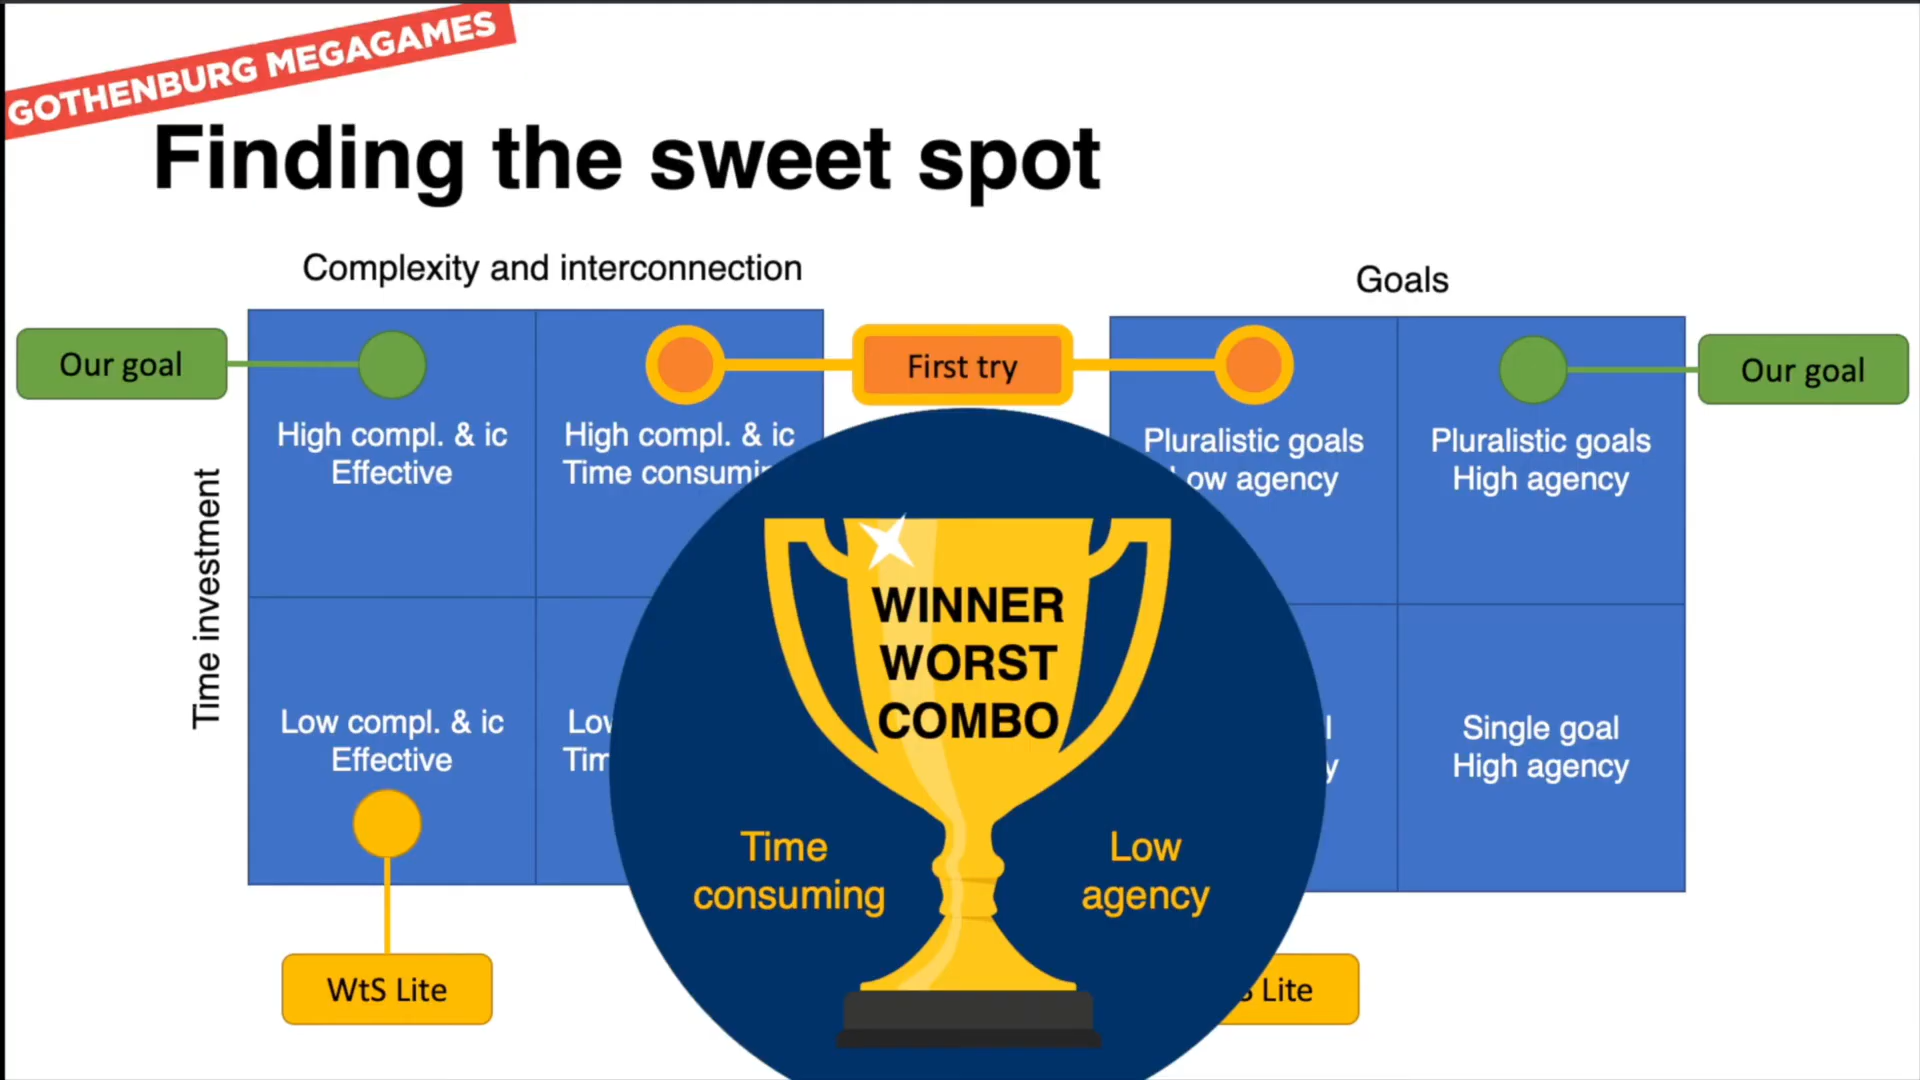 GOTHENBURG MEGAGAMES
Finding the sweet spot
Complexity and interconnection
Goals
Our goal
First try
Our goal
High compl. & ic
Effective
High compl. & ic
Time
Pluralistic goals
agency
Pluralistic goals
High agency
Time investment
Low compl. & ic
Effective
Single goal
High agency
WINNER
WORST
COMBO
Time
consuming
Low
agency
WtS Lite
Lite